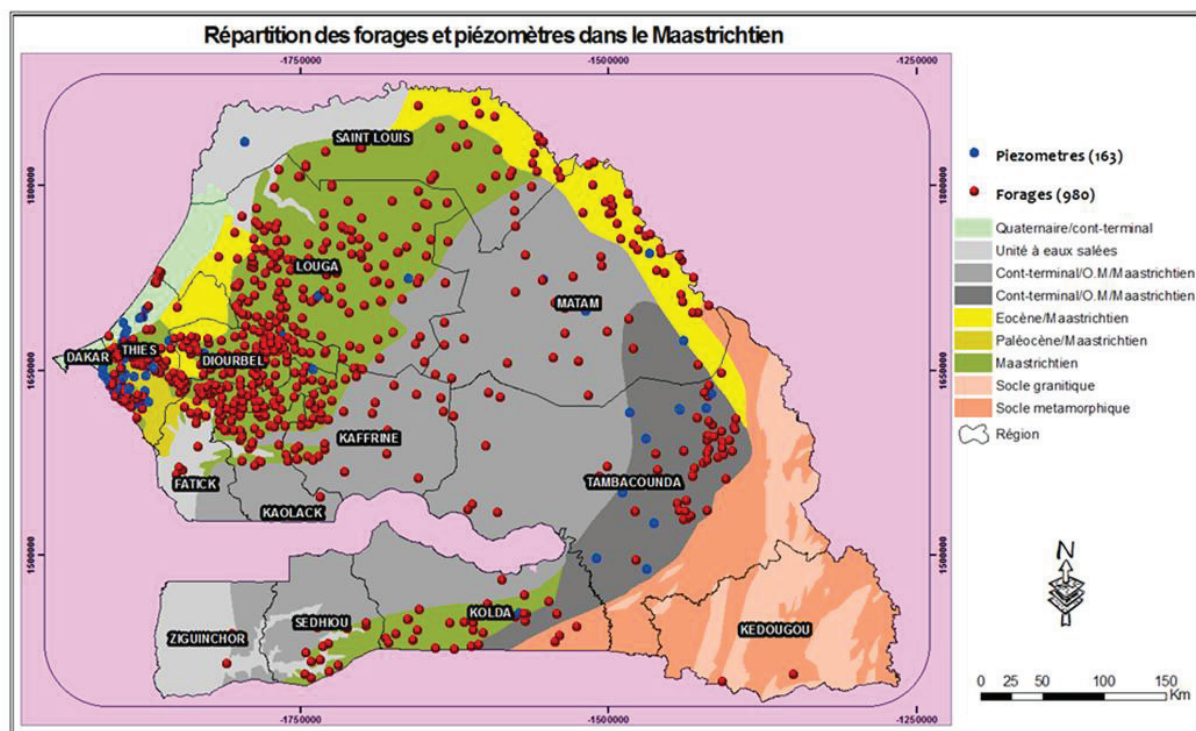 Répartition des forages et piézomètres dans le Maastrichtien
-1750000
-1500000
-1250000
1800000
1650000
1500000
1800000
1650000
1500000
SAINT LOUIS
LOUGA
MATAM
DAKAR
THIES
DIOURBEL
KAFFRINE
FATICK
TAMBACOUNDA
KAOLACK
KOLDA
SEDHIOU
ZIGUINCHOR
KEDOUGOU
-1750000
-1500000
-1250000
Piezometres (163)
Forages (980)
Quaternaire/cont-terminal
Unité à eaux salées
Cont-terminal/O.M/Maastrichtien
Cont-terminal/O.M/Maastrichtien
Eocène/Maastrichtien
Paléocène/Maastrichtien
Maastrichtien
Socle granitique
Socle metamorphique
Région
N
0 25 50 100 150
Km